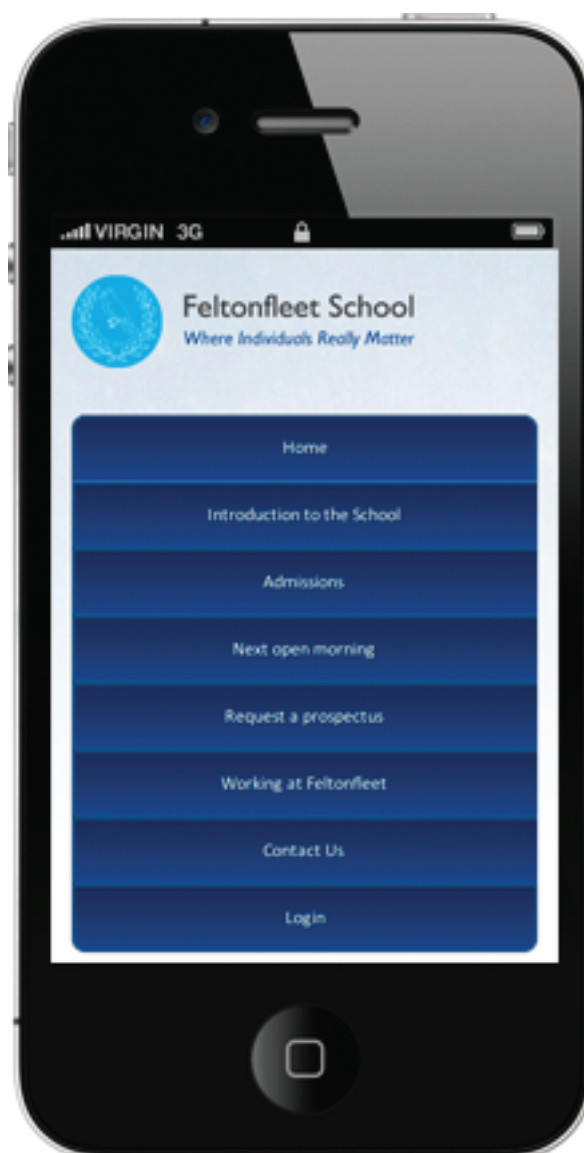 VIRGIN 3G
Feltonfleet School
Where Individuals Really Matter
Home
Introduction to the School
Admissions
Next open morning
Request a prospectus
Working at Feltonfleet
Contact Us
Login